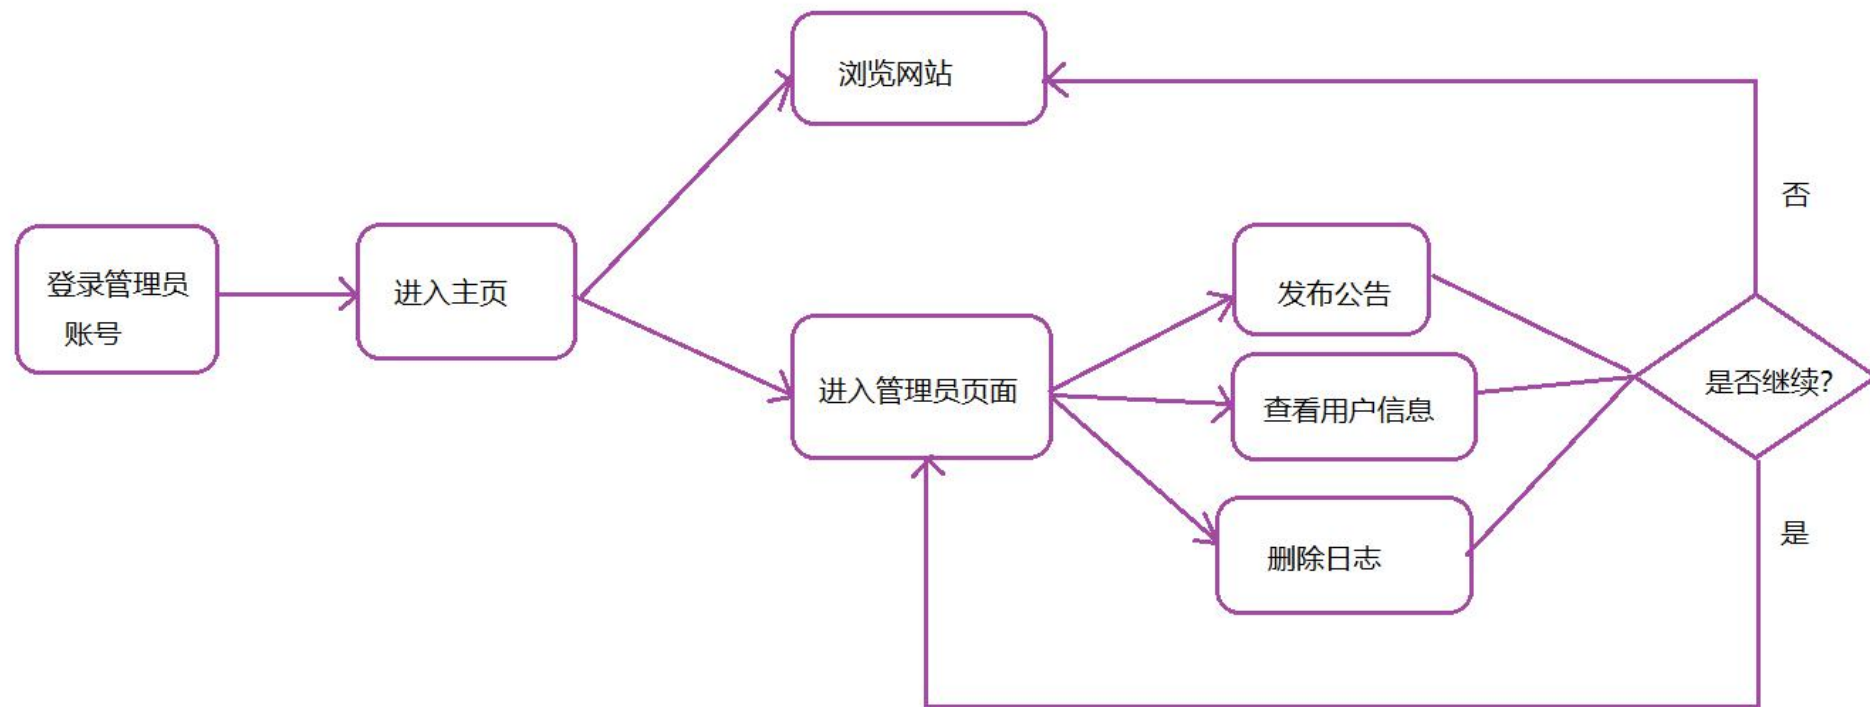 浏览网站
否
登录管理员
账号
进入主页
发布公告
进入管理员页面
查看用户信息
是否继续?
删除日志
是